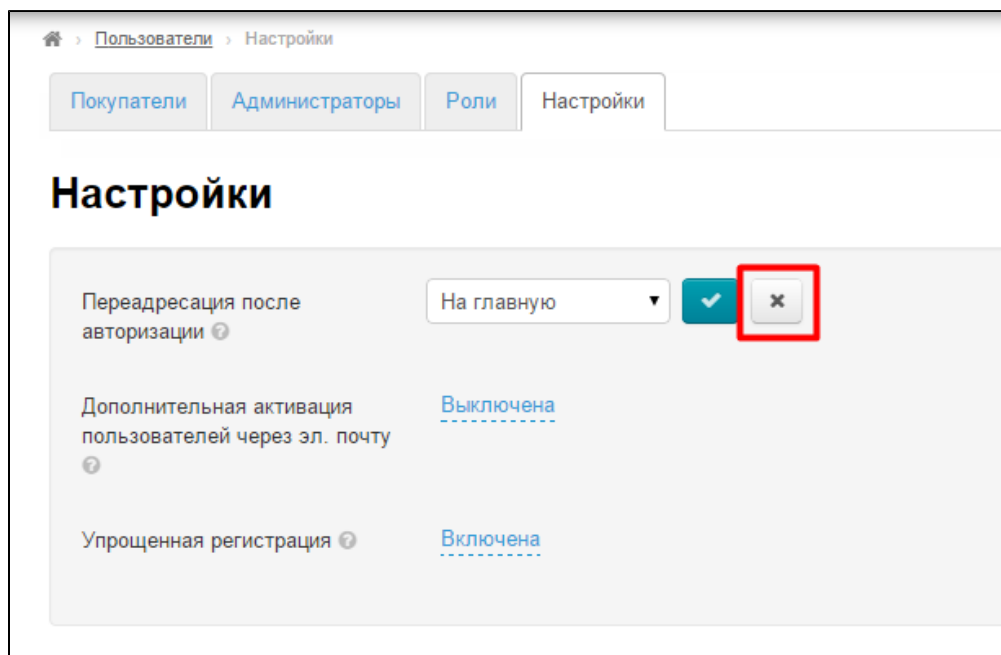 Пользователи › Настройки
Покупатели Администраторы Роли Настройки
Настройки
Переадресация после
авторизации
На главную
Дополнительная активация
пользователей через эл. почту
Выключена
Упрощенная регистрация
Включена